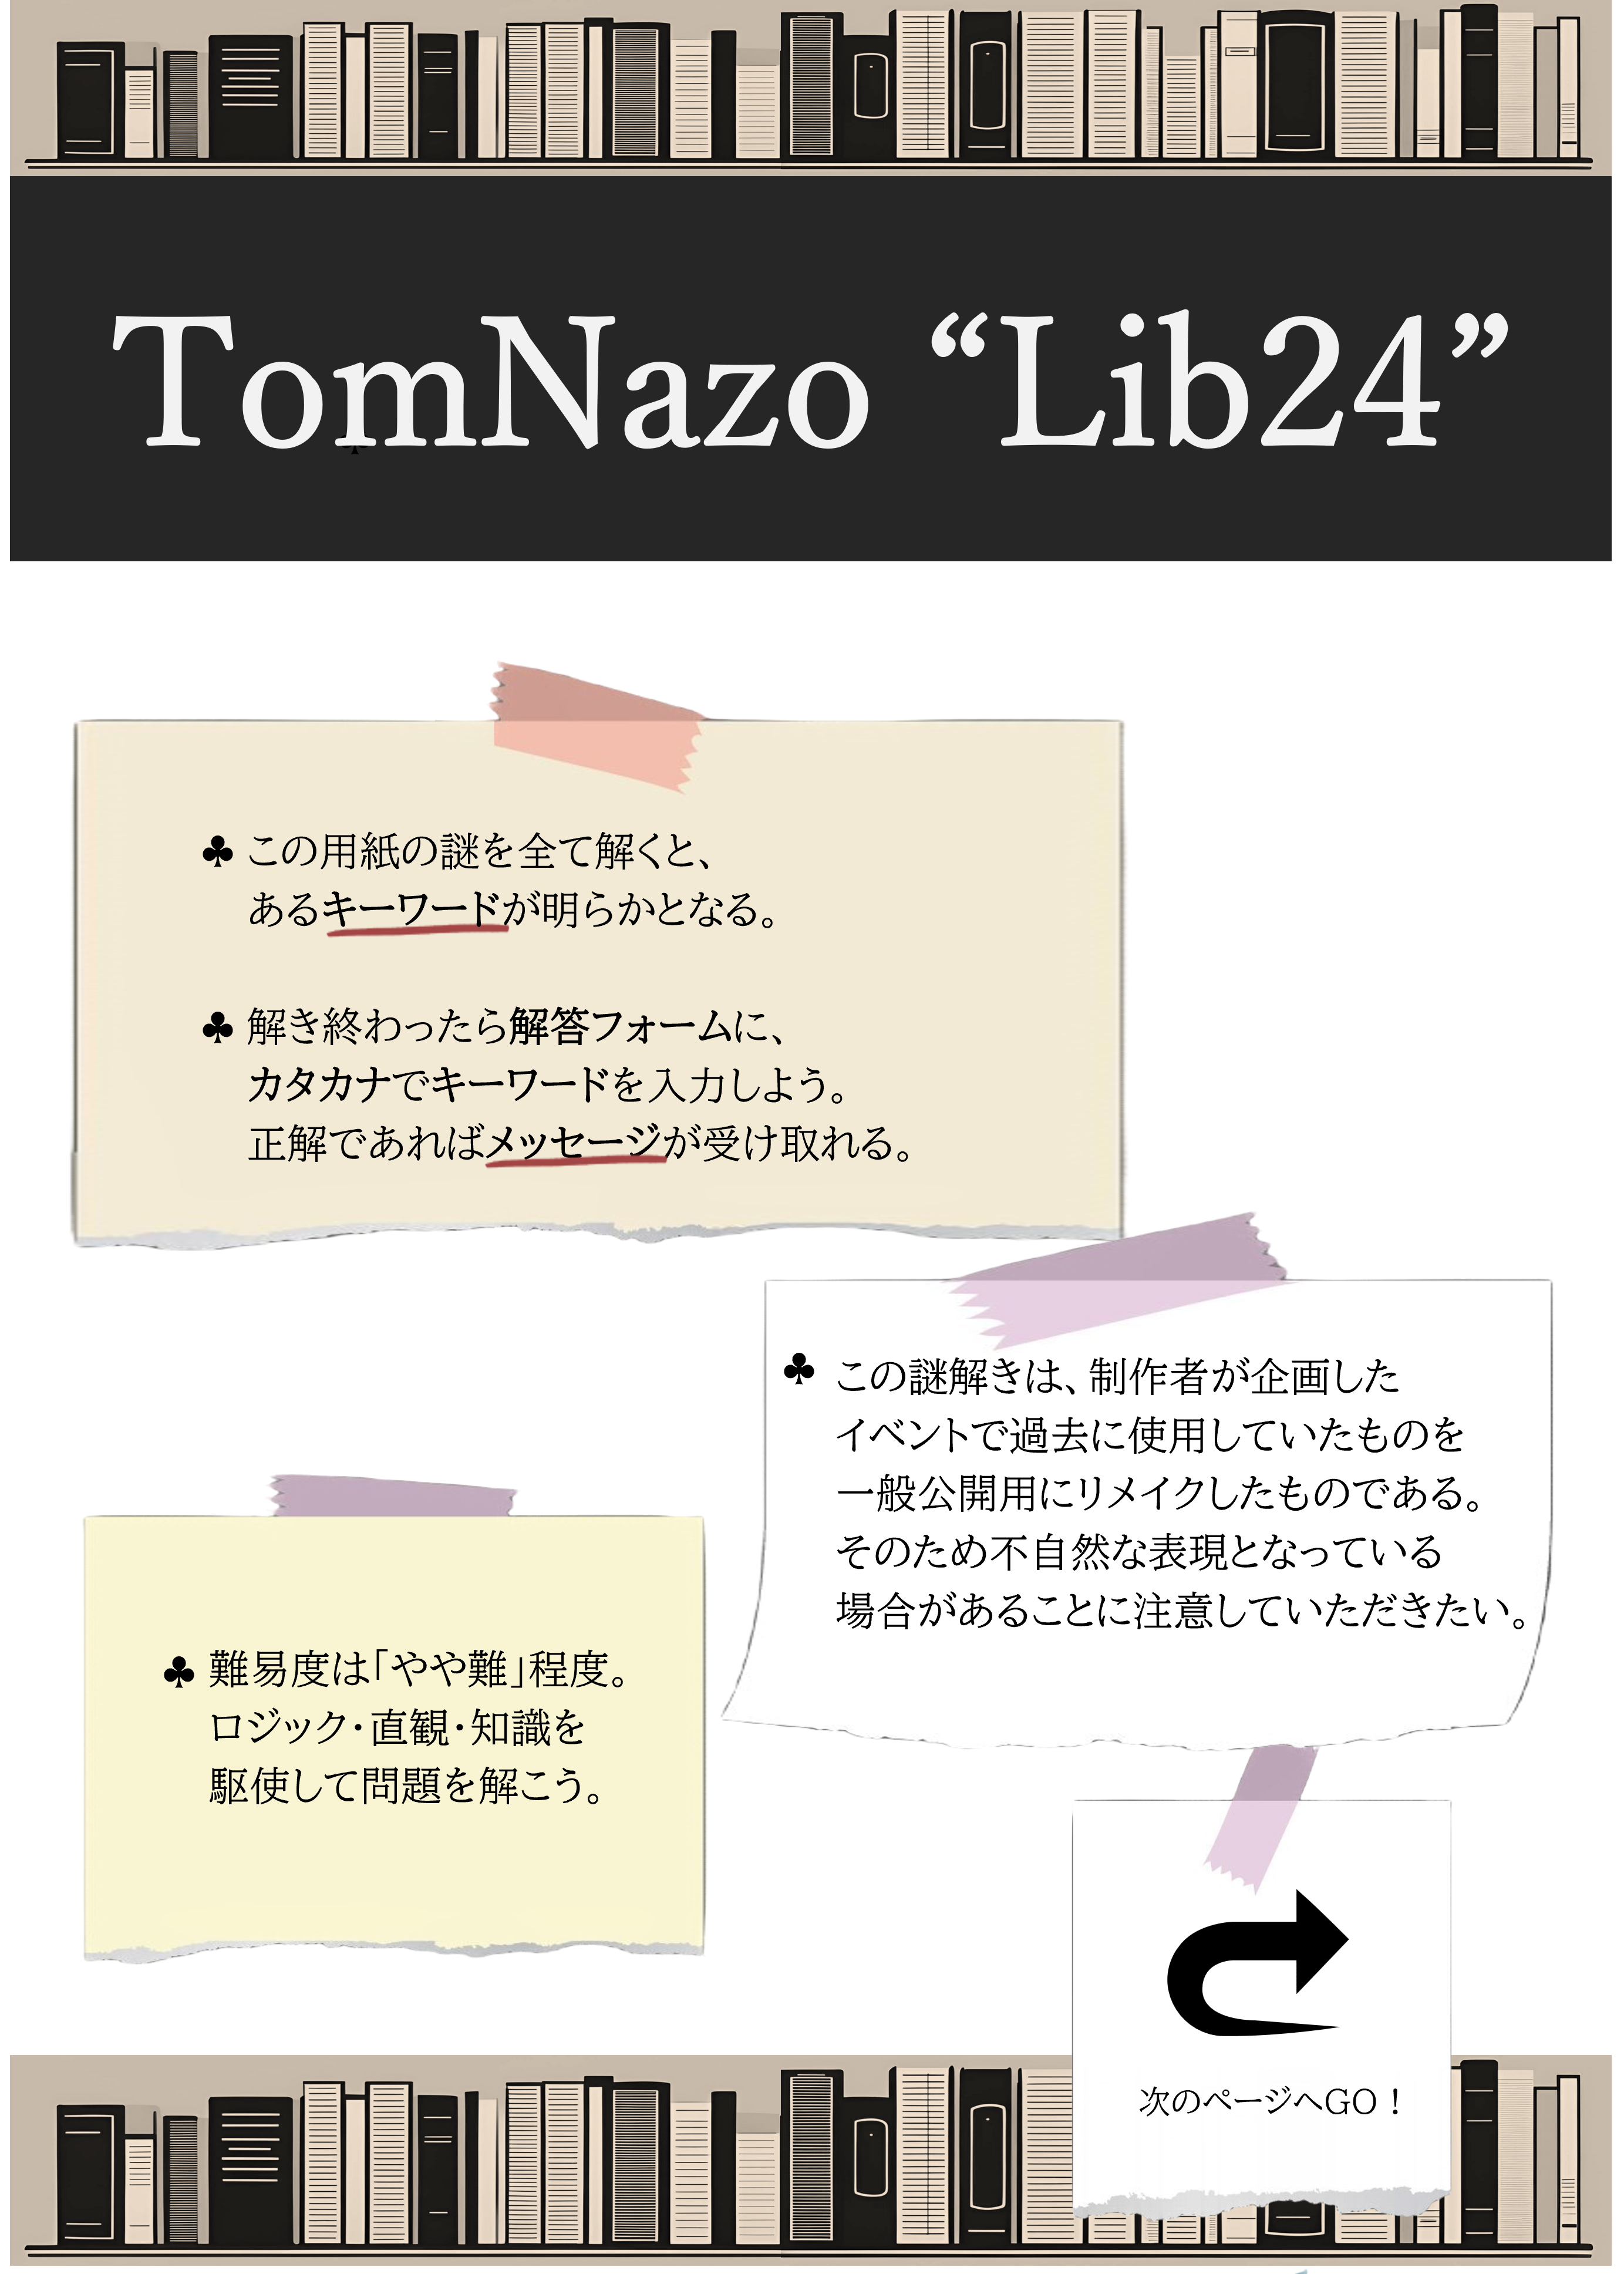 TomNazo “Lib24”
♣ この用紙の謎を全て解くと、
あるキーワードが明らかとなる。
♣ 解き終わったら解答フォームに、
カタカナでキーワードを入力しよう。
正解であればメッセージが受け取れる。
♣ この謎解きは、制作者が企画した
イベントで過去に使用していたものを
一般公開用にリメイクしたものである。
そのため不自然な表現となっている
場合があることに注意していただきたい。
♣ 難易度は「やや難」程度。
ロジック・直観・知識を
駆使して問題を解こう。
次のページへGO！